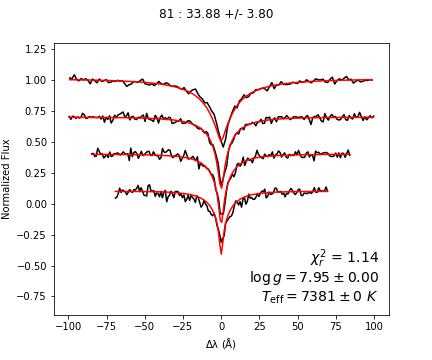 81 : 33.88 +/- 3.80
Normalized Flux
1.25
1.00
0.75
0.50
0.25
0.00
−0.25
−0.50
−0.75
χ²ᵣ = 1.14
log g = 7.95 ± 0.00
T_eff = 7381 ± 0 K
−100 −75 −50 −25 0 25 50 75 100
Δλ (Å)